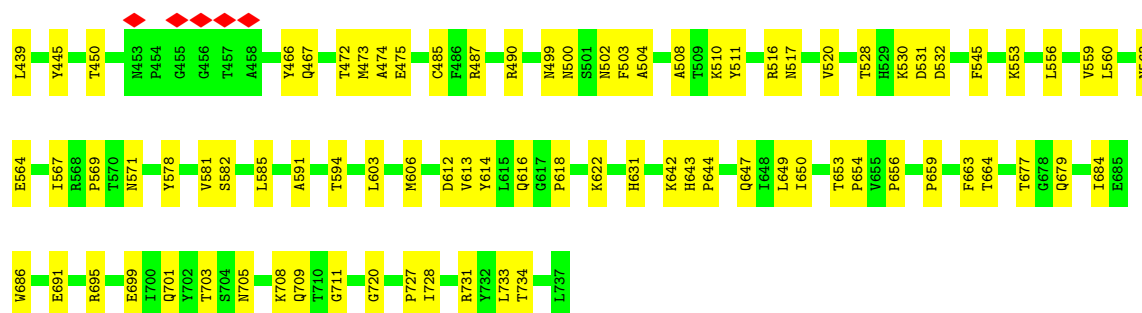 L439 Y445 T450 N453 P454 G455 G456 T457 A458 Y466 Q467 T472 M473 A474 E475 C485 F486 R487 R490 N499 N500 S501 N502 F503 A504 A508 T509 K510 Y511 R516 N517 V520 T528 H529 K530 D531 D532 F545 K553 L556 V559 L560
E564 I567 R568 P569 T570 N571 Y578 V581 S582 L585 A591 T594 L603 M606 D612 V613 Y614 L615 Q616 G617 P618 K622 H631 K642 H643 P644 Q647 I648 L649 I650 T653 P654 V655 P656 P659 F663 T664 T677 G678 Q679 I684 E685
W686 E691 R695 E699 I700 Q701 Y702 T703 S704 N705 K708 Q709 T710 G711 G720 P727 I728 R731 Y732 L733 T734 L737